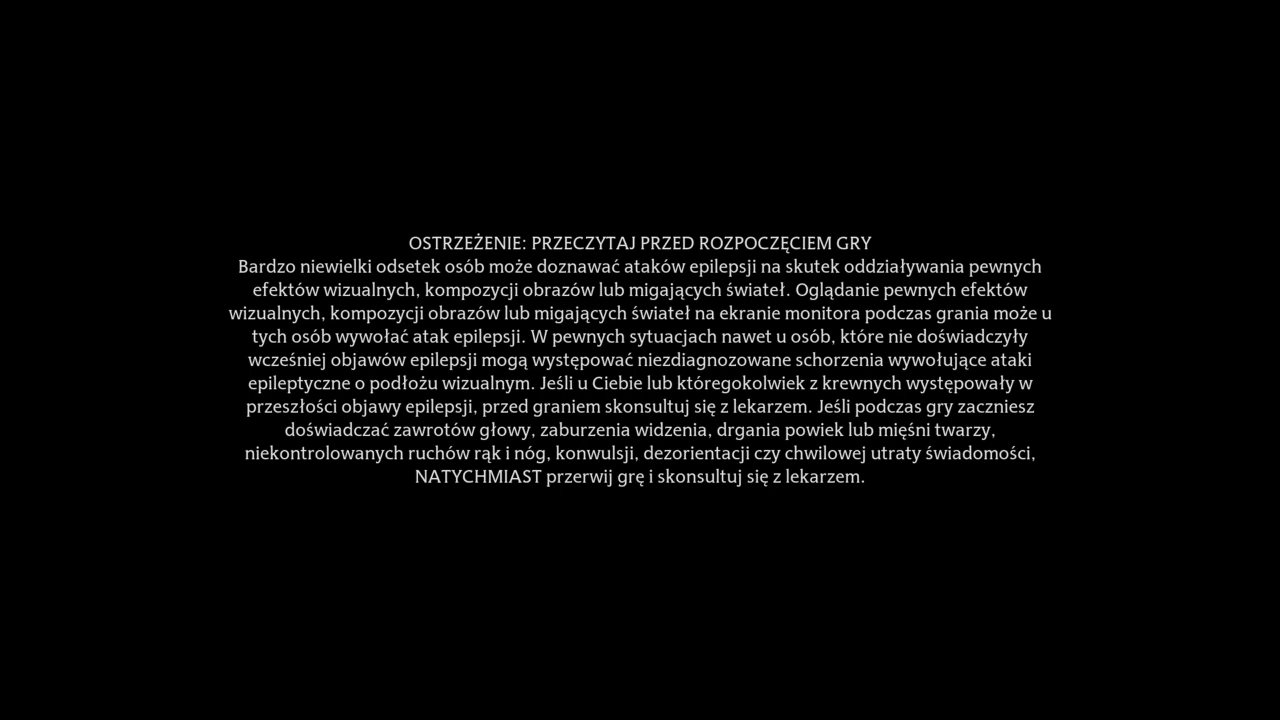 OSTRZEŻENIE: PRZECZYTAJ PRZED ROZPOCZĘCIEM GRY
Bardzo niewielki odsetek osób może doznawać ataków epilepsji na skutek oddziaływania pewnych
efektów wizualnych, kompozycji obrazów lub migających świateł. Oglądanie pewnych efektów
wizualnych, kompozycji obrazów lub migających świateł na ekranie monitora podczas grania może u
tych osób wywołać atak epilepsji. W pewnych sytuacjach nawet u osób, które nie doświadczyły
wcześniej objawów epilepsji mogą występować niezdiagnozowane schorzenia wywołujące ataki
epileptyczne o podłożu wizualnym. Jeśli u Ciebie lub któregokolwiek z krewnych występowały w
przeszłości objawy epilepsji, przed graniem skonsultuj się z lekarzem. Jeśli podczas gry zaczniesz
doświadczać zawrotów głowy, zaburzenia widzenia, drgania powiek lub mięśni twarzy,
niekontrolowanych ruchów rąk i nóg, konwulsji, dezorientacji czy chwilowej utraty świadomości,
NATYCHMIAST przerwij grę i skonsultuj się z lekarzem.